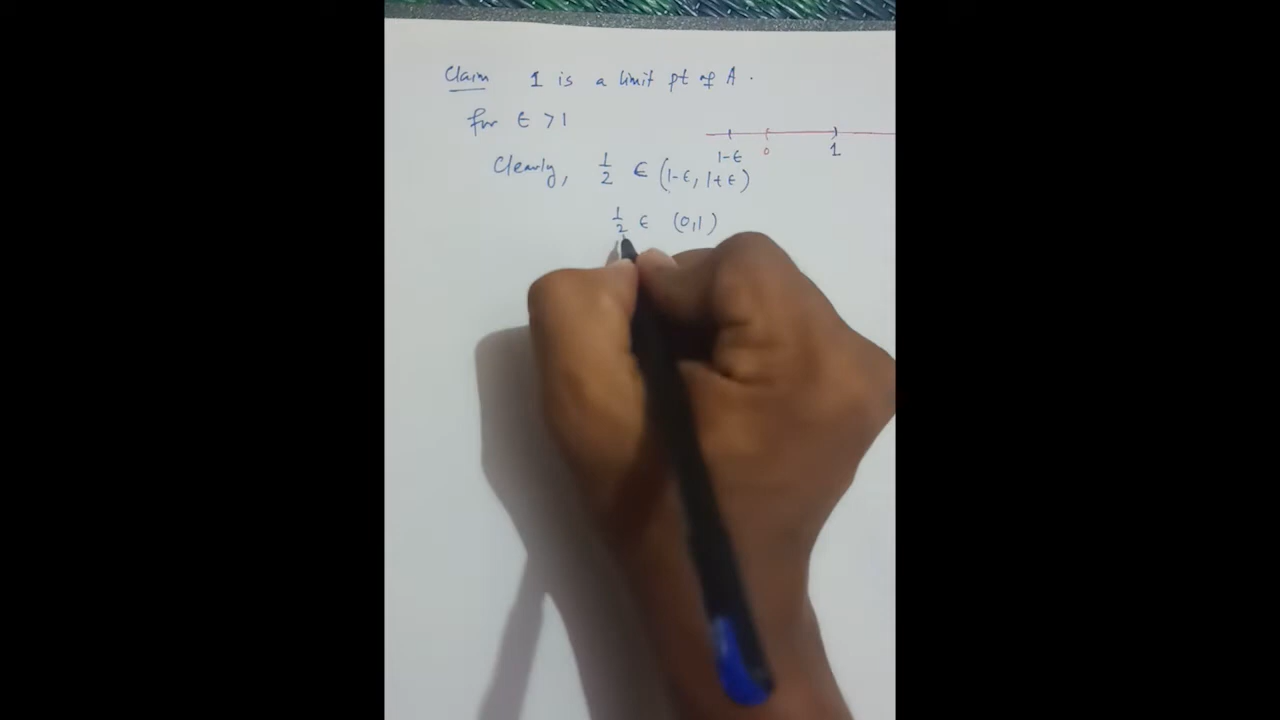 Claim 1 is a limit pt of A.
for ε > 1
1-ε 0 1
Clearly, 1/2 ∈ (1-ε, 1+ε)
1/2 ∈ (0,1)